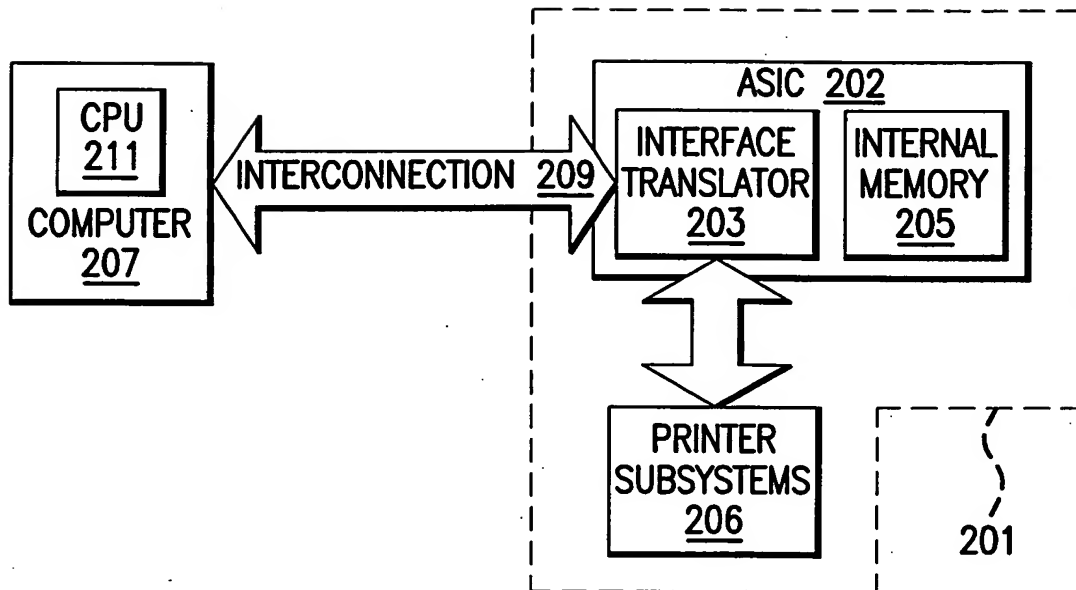 CPU
211
COMPUTER
207
INTERCONNECTION 209
ASIC 202
INTERFACE
TRANSLATOR
203
INTERNAL
MEMORY
205
PRINTER
SUBSYSTEMS
206
201